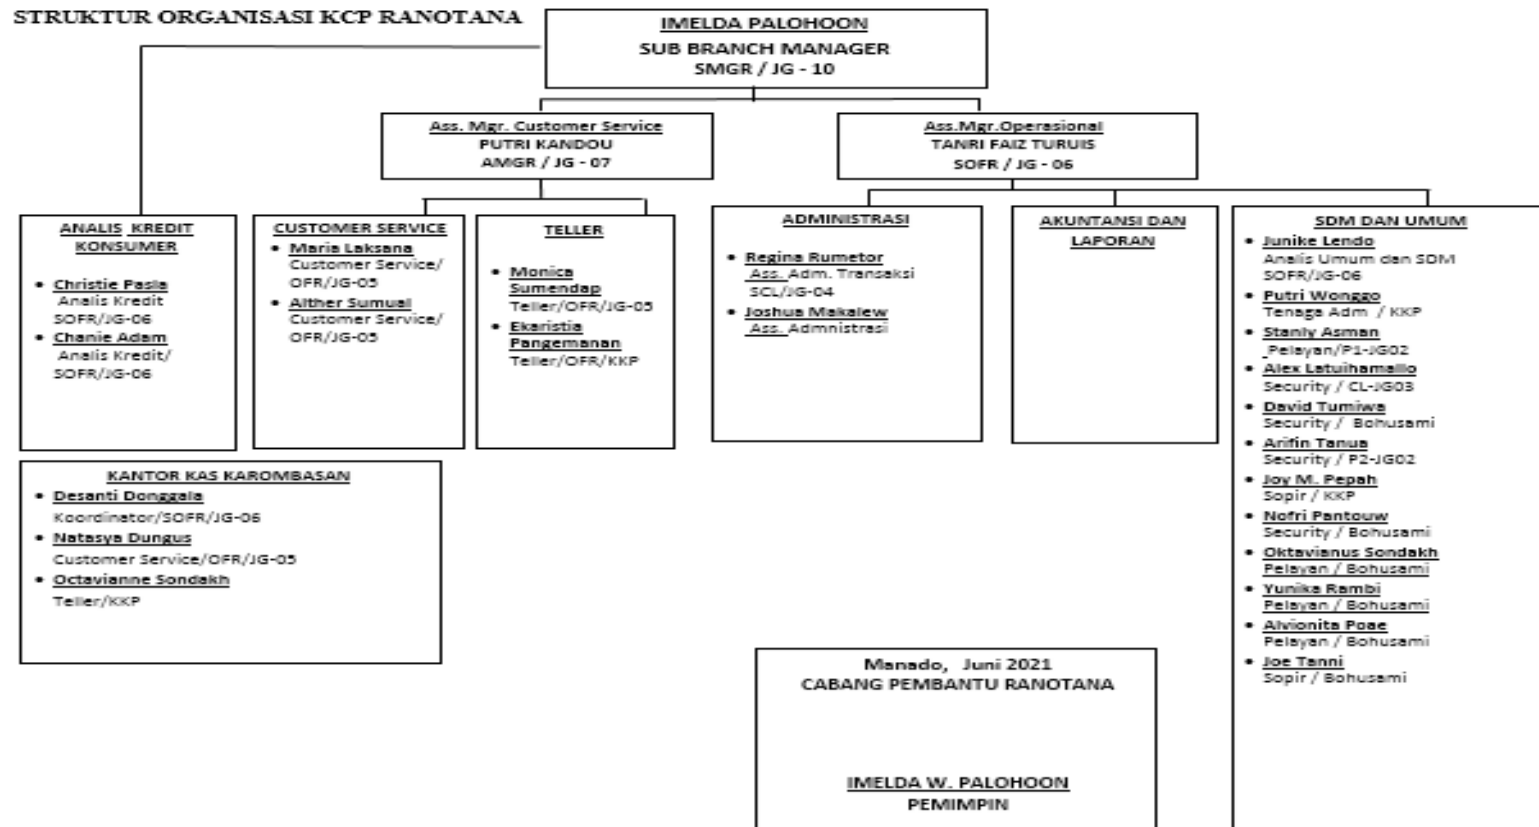 STRUKTUR ORGANISASI KCP RANOTANA
IMELDA PALOHOON
SUB BRANCH MANAGER
SMGR / JG - 10
Ass. Mgr. Customer Service
PUTRI KANDOU
AMGR / JG - 07
Ass.Mgr.Operasional
TANRI FAIZ TURUIS
SOFR / JG - 06
ANALIS KREDIT
KONSUMER
• Christie Pasla
Analis Kredit
SOFR/JG-06
• Chanie Adam
Analis Kredit/
SOFR/JG-06
CUSTOMER SERVICE
• Maria Laksana
Customer Service/
OFR/JG-05
• Alther Sumual
Customer Service/
OFR/JG-05
TELLER
• Monica
Sumendap
Teller/OFR/JG-05
• Ekaristia
Pangemanan
Teller/OFR/KKP
ADMINISTRASI
• Regina Rumetor
Ass. Adm. Transaksi
SCL/JG-04
• Joshua Makalew
Ass. Admnistrasi
AKUNTANSI DAN
LAPORAN
SDM DAN UMUM
• Junike Lendo
Analis Umum dan SDM
SOFR/JG-06
• Putri Wonggo
Tenaga Adm / KKP
• Stanly Asman
Pelayan/P1-JG02
• Alex Latuihamallo
Security / CL-JG03
• David Tumiwa
Security / Bohusami
• Arifin Tanua
Security / P2-JG02
• Joy M. Pepah
Sopir / KKP
• Nofri Pantouw
Security / Bohusami
• Oktavianus Sondakh
Pelayan / Bohusami
• Yunika Rambi
Pelayan / Bohusami
• Alvionita Poae
Pelayan / Bohusami
• Joe Tanni
Sopir / Bohusami
KANTOR KAS KAROMBASAN
• Desanti Donggala
Koordinator/SOFR/JG-06
• Natasya Dungus
Customer Service/OFR/JG-05
• Octavianne Sondakh
Teller/KKP
Manado, Juni 2021
CABANG PEMBANTU RANOTANA
IMELDA W. PALOHOON
PEMIMPIN